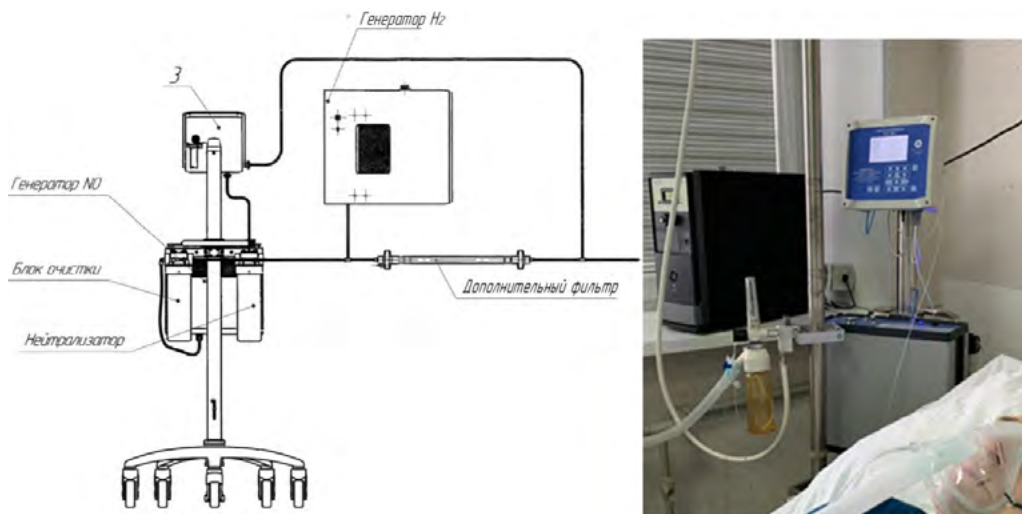 Генератор H2
3
Генератор NO
Блок очистки
Дополнительный фильтр
Нейтрализатор